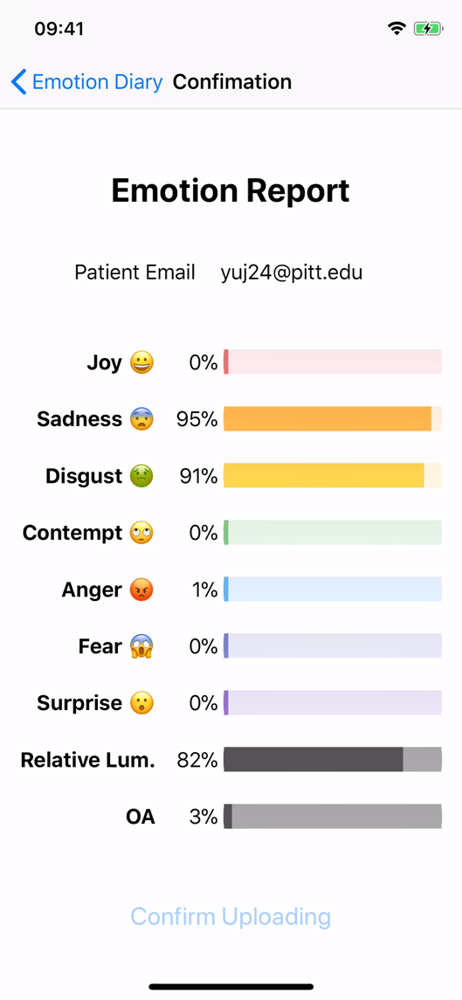 09:41
Emotion Diary Confimation
Emotion Report
Patient Email yuj24@pitt.edu
Joy 😀 0%
Sadness 😨 95%
Disgust 🤢 91%
Contempt 🙄 0%
Anger 😡 1%
Fear 😱 0%
Surprise 😮 0%
Relative Lum. 82%
OA 3%
Confirm Uploading